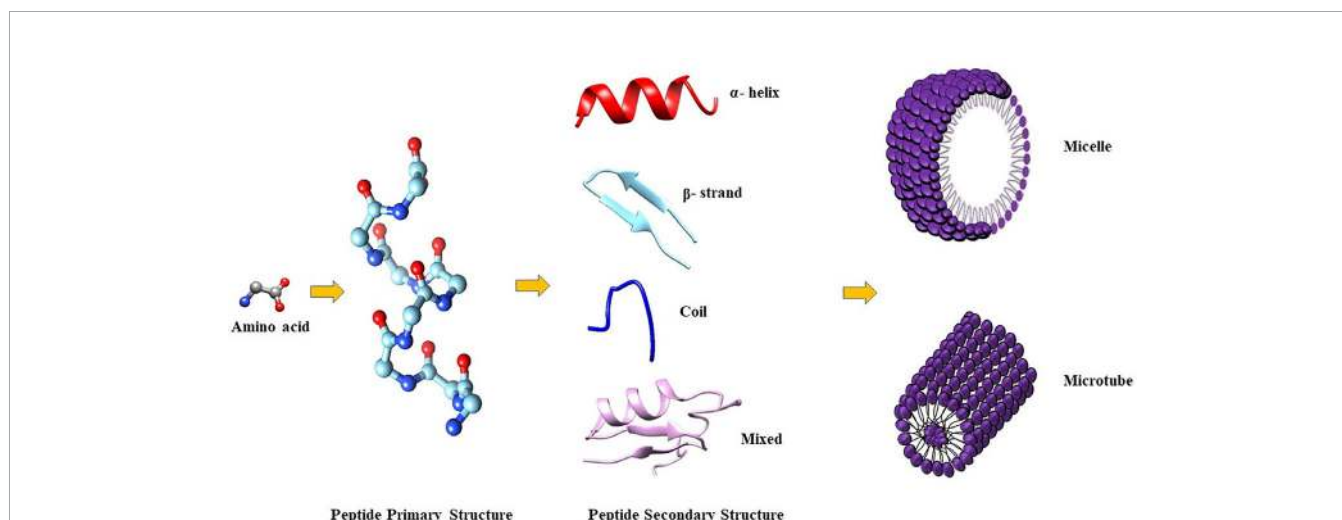 α- helix
β- strand
Coil
Mixed
Amino acid
Micelle
Microtube
Peptide Primary Structure
Peptide Secondary Structure